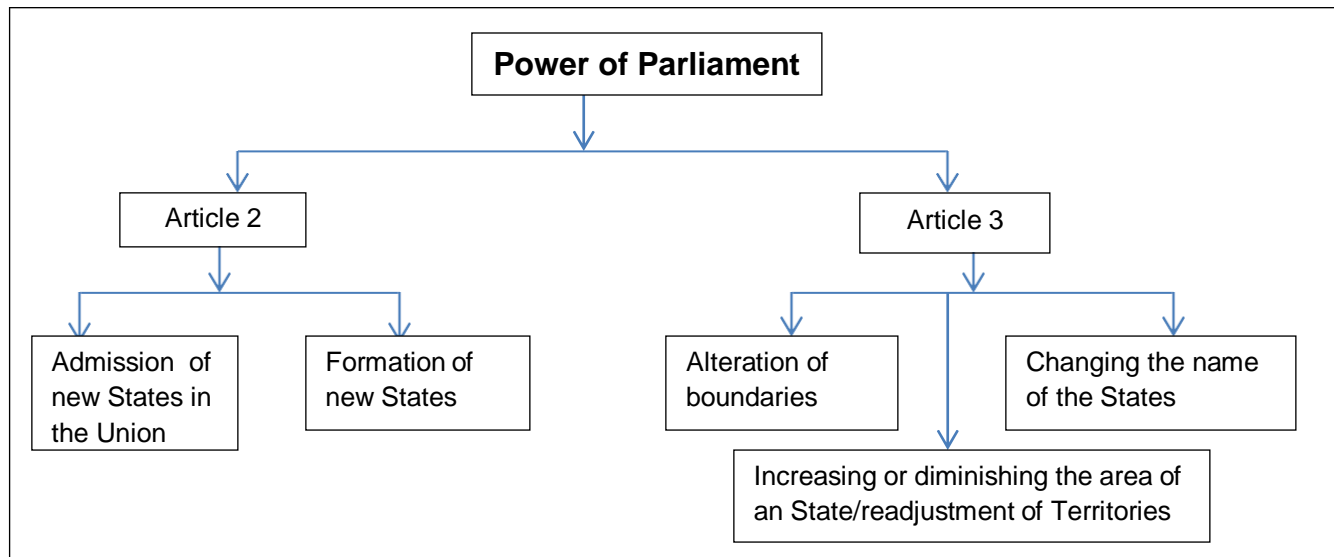 Power of Parliament
Article 2
Article 3
Admission of
new States in
the Union
Formation of
new States
Alteration of
boundaries
Changing the name
of the States
Increasing or diminishing the area of
an State/readjustment of Territories